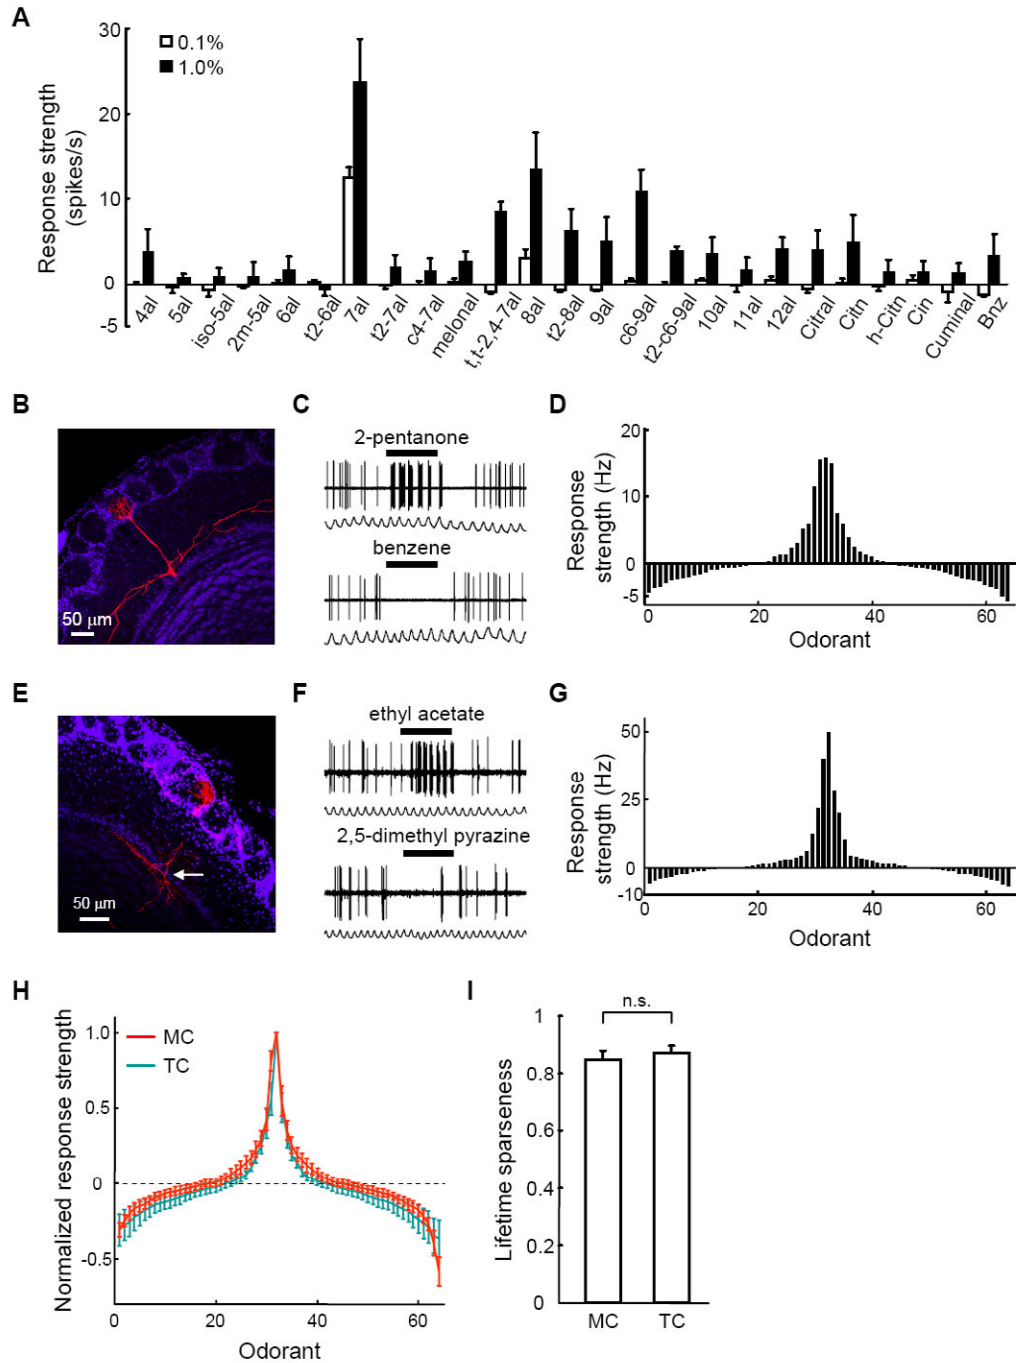 A
Response strength
(spikes/s)
30
20
10
0
-5
0.1%
1.0%
4al
5al
iso-5al
2m-5al
6al
t2-6al
7al
t2-7al
c4-7al
melonal
t,t-2,4-7al
8al
t2-8al
9al
c6-9al
t2-c6-9al
10al
11al
12al
Citral
Citn
h-Citn
Cin
Cuminal
Bnz
B
50 μm
C
2-pentanone
benzene
D
Response
strength (Hz)
20
10
0
-5
0
20
40
60
Odorant
E
50 μm
F
ethyl acetate
2,5-dimethyl pyrazine
G
Response
strength (Hz)
50
25
0
-10
0
20
40
60
Odorant
H
Normalized response strength
1.0
0.5
0
-0.5
MC
TC
0
20
40
60
Odorant
I
Lifetime sparseness
1
0.8
0.6
0.4
0.2
0
n.s.
MC
TC